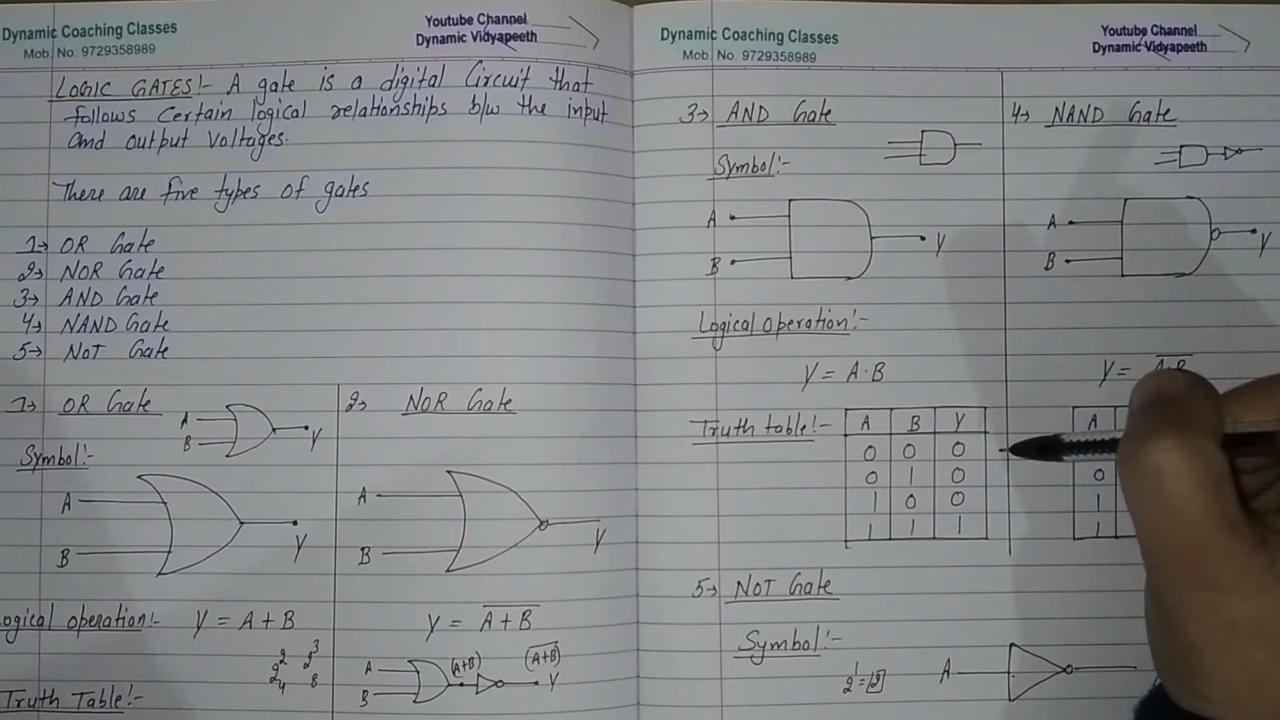 Dynamic Coaching Classes
Mob. No. 9729358989
Youtube Channel
Dynamic Vidyapeeth
LOGIC GATES:- A gate is a digital Circuit that
follows Certain logical relationships b/w the input
and output Voltages.
There are five types of gates
1→ OR Gate
2→ NOR Gate
3→ AND Gate
4→ NAND Gate
5→ NOT Gate
1→ OR Gate
A
B
Y
Symbol:-
A
B
Y
ogical operation:- Y = A + B
2² 2³
4 8
Truth Table:-
2→ NOR Gate
A
B
Y
Y = \overline{A + B}
A
B
(A+B)
\overline{(A+B)}
Y
Dynamic Coaching Classes
Mob. No. 9729358989
Youtube Channel
Dynamic Vidyapeeth
3→ AND Gate
Symbol:-
A
B
Y
Logical operation:-
Y = A·B
Truth table:-
A B Y
0 0 0
0 1 0
1 0 0
1 1 1
4→ NAND Gate
A
B
Y
Y = \overline{A·B}
A
0
1
1
5→ NOT Gate
Symbol:-
2¹=2
A